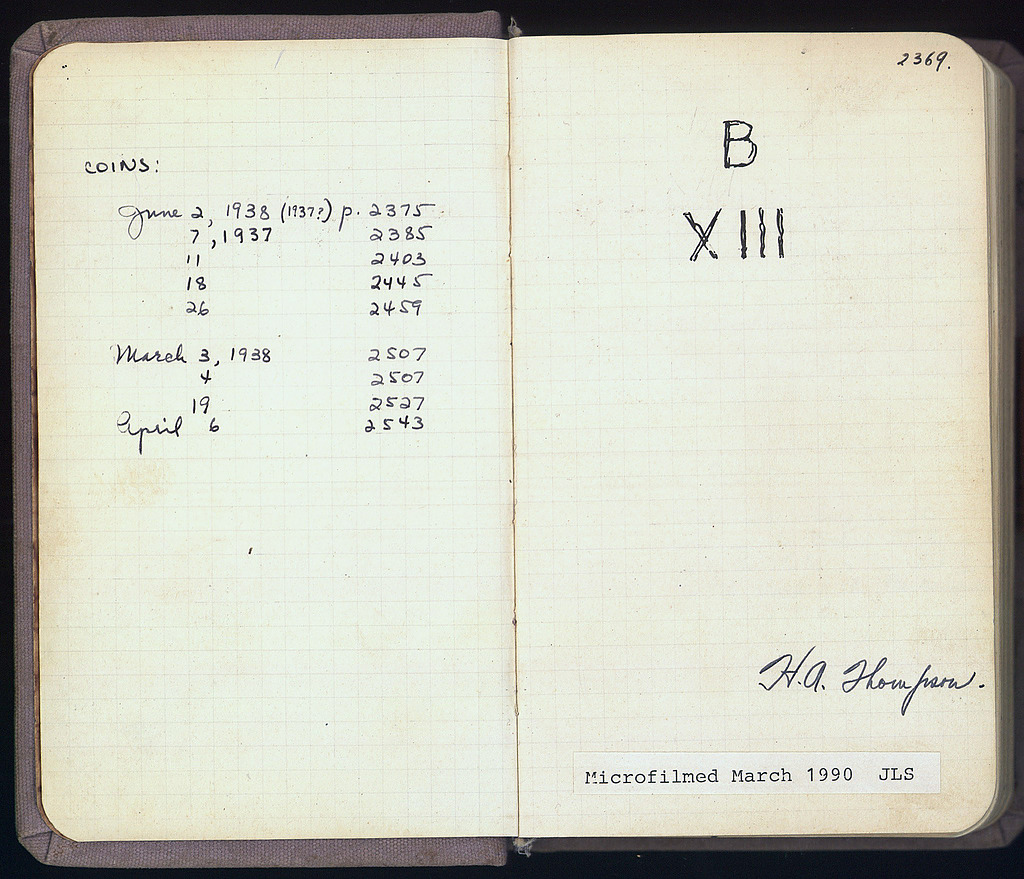 COINS:
June 2, 1938 (1937?) p. 2375
7, 1937 2385
11 2403
18 2445
26 2459
March 3, 1938 2507
4 2507
19 2527
April 6 2543
2369.
B
XIII
H.A. Thompson.
Microfilmed March 1990 JLS